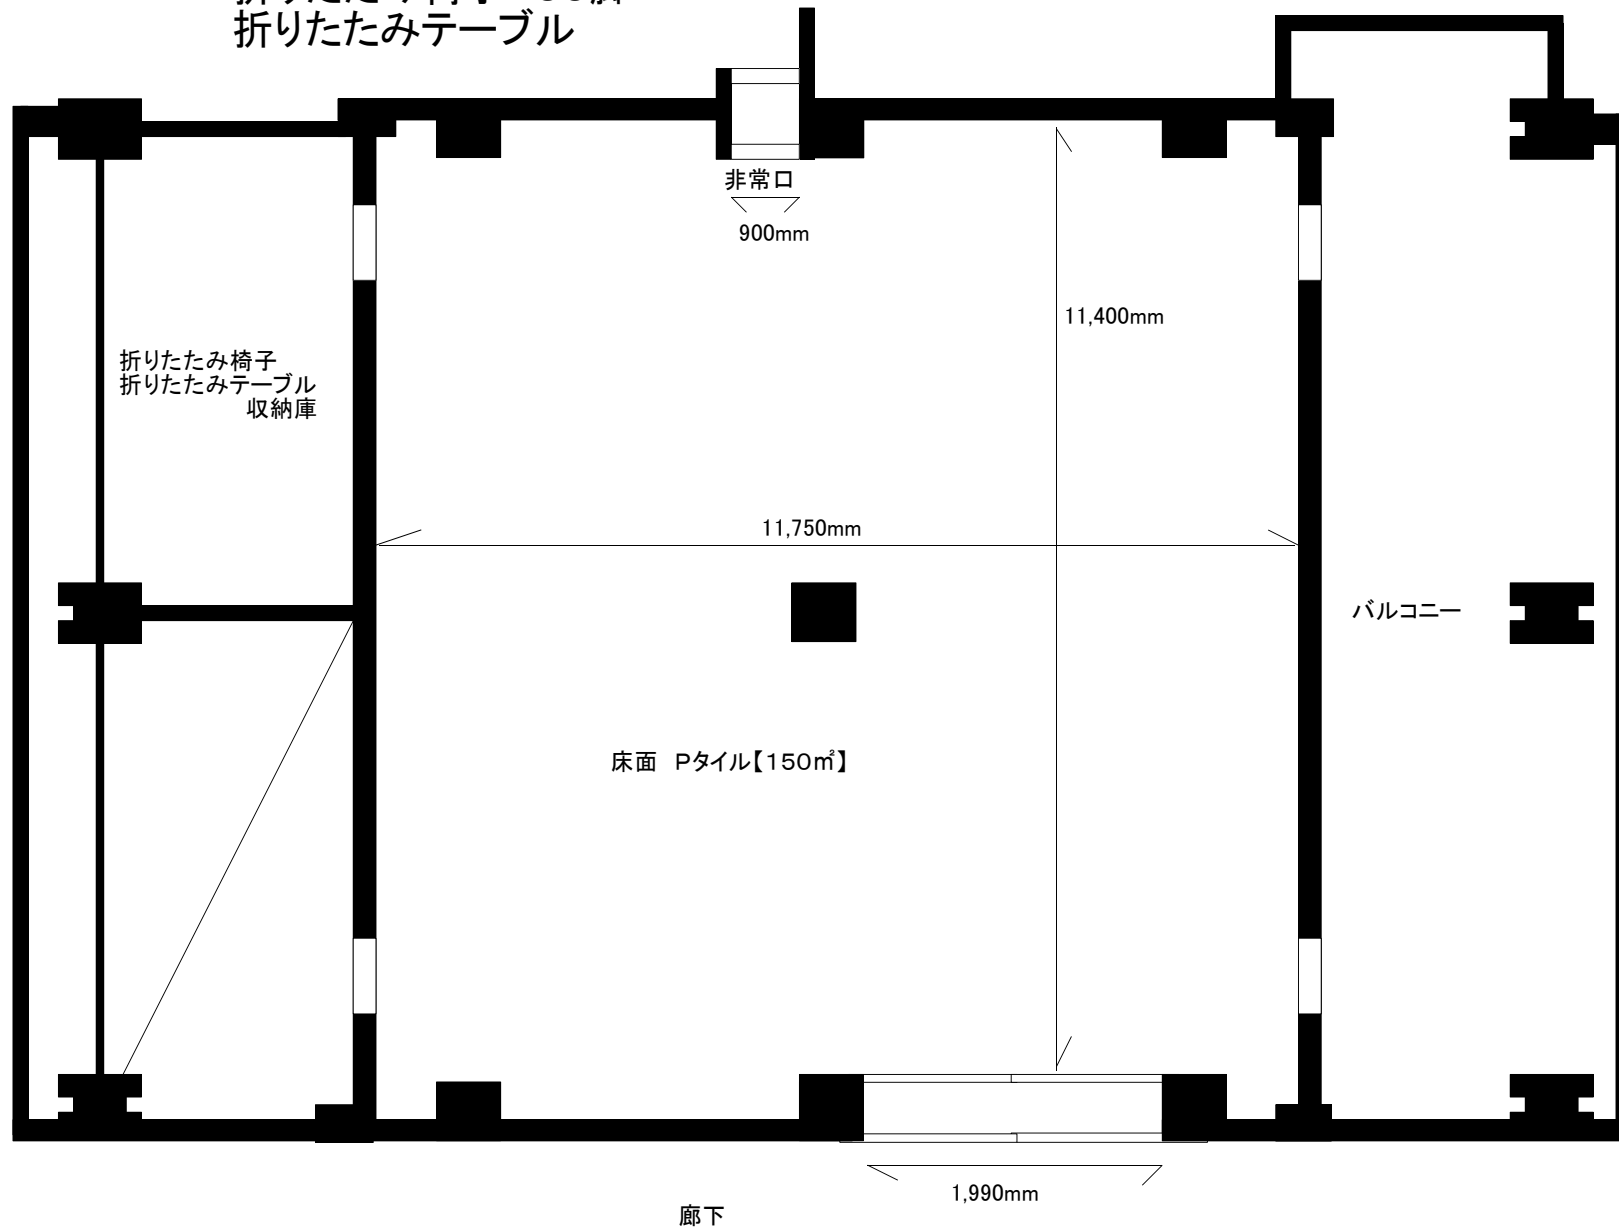 折りたたみテーブル
非常口
900mm
11,400mm
折りたたみ椅子
折りたたみテーブル
収納庫
11,750mm
バルコニー
床面 Pタイル【150㎡】
1,990mm
廊下